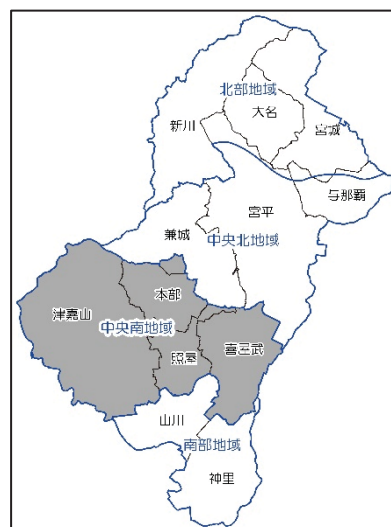 北部地域
大名
新川
宮城
与那覇
宮平
兼城
中央北地域
本部
津嘉山
中央南地域
照屋
喜屋武
山川
南部地域
神里